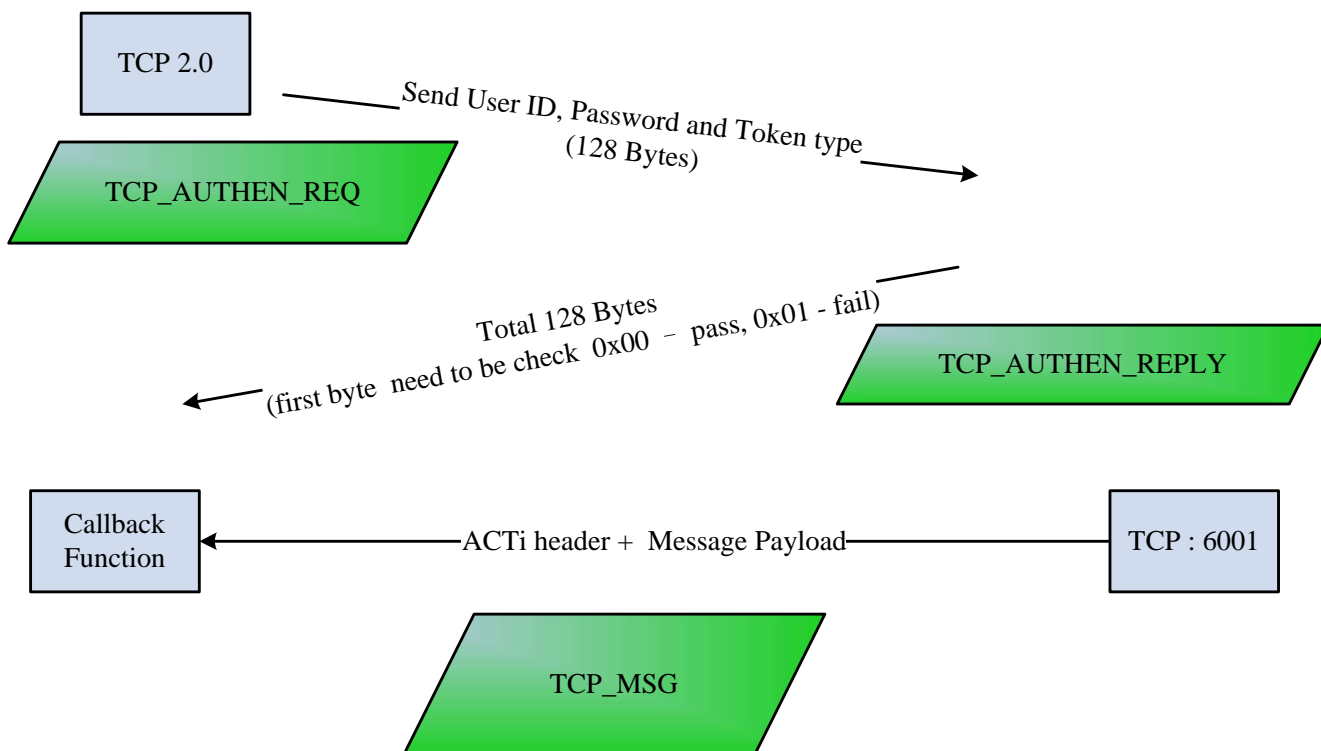 TCP 2.0
Send User ID, Password and Token type
(128 Bytes)
TCP_AUTHEN_REQ
Total 128 Bytes
(first byte need to be check 0x00 – pass, 0x01 - fail)
TCP_AUTHEN_REPLY
Callback
Function
ACTi header + Message Payload
TCP : 6001
TCP_MSG